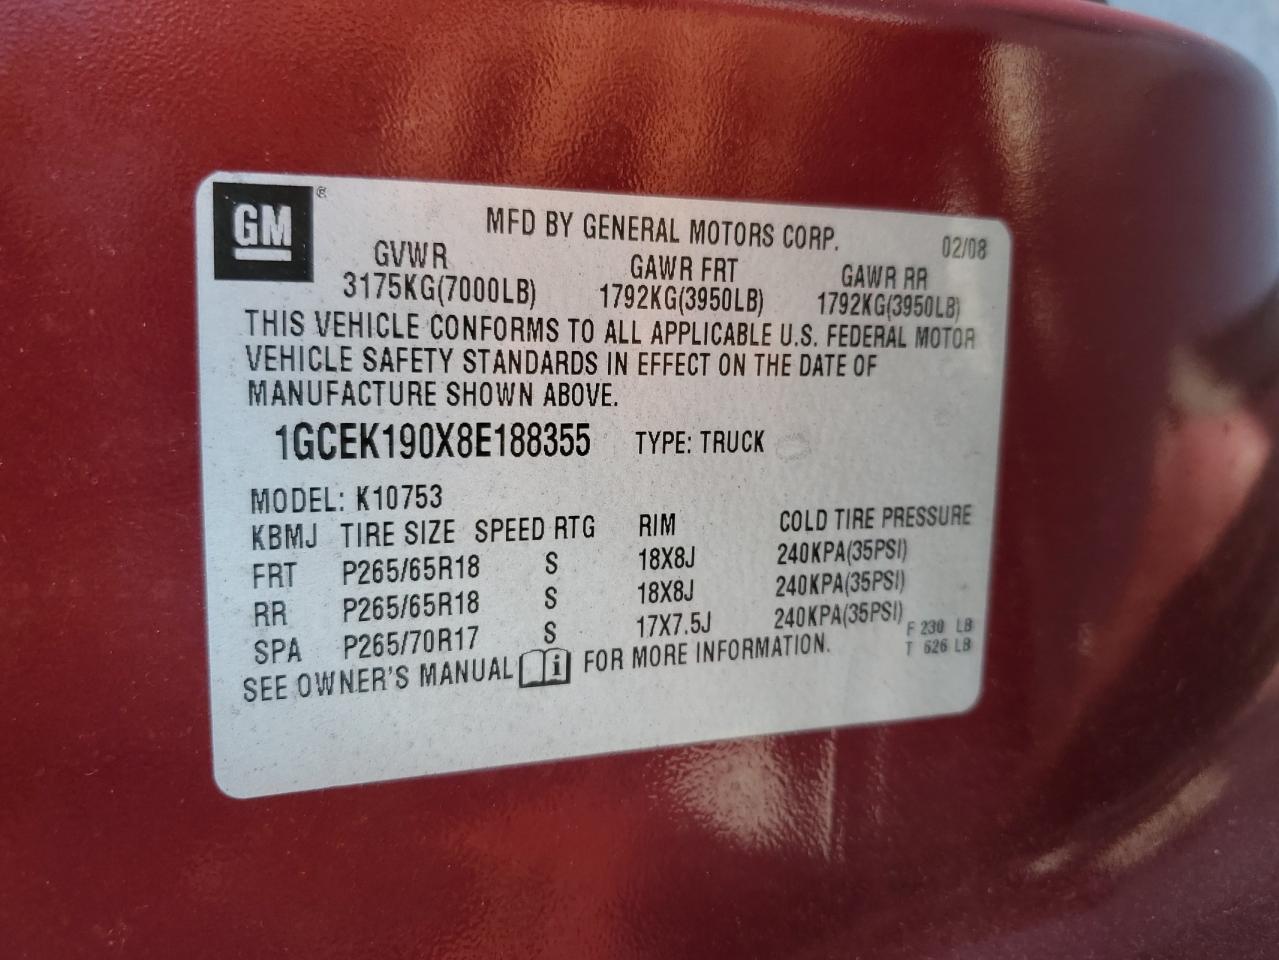 GM ®
MFD BY GENERAL MOTORS CORP. 02/08
GVWR GAWR FRT GAWR RR
3175KG(7000LB) 1792KG(3950LB) 1792KG(3950LB)
THIS VEHICLE CONFORMS TO ALL APPLICABLE U.S. FEDERAL MOTOR
VEHICLE SAFETY STANDARDS IN EFFECT ON THE DATE OF
MANUFACTURE SHOWN ABOVE.
1GCEK190X8E188355 TYPE: TRUCK
MODEL: K10753
KBMJ TIRE SIZE SPEED RTG RIM COLD TIRE PRESSURE
FRT P265/65R18 S 18X8J 240KPA(35PSI)
RR P265/65R18 S 18X8J 240KPA(35PSI)
SPA P265/70R17 S 17X7.5J 240KPA(35PSI)
F 230 LB
T 626 LB
SEE OWNER'S MANUAL i FOR MORE INFORMATION.